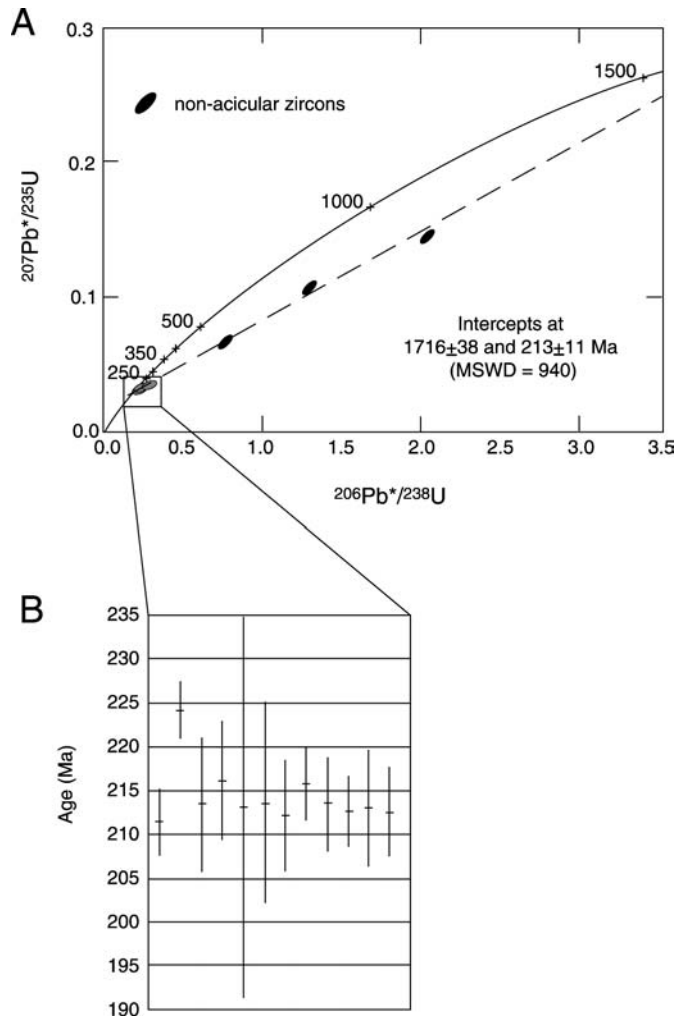 A
0.3
1500
non-acicular zircons
0.2
1000
207Pb*/235U
500
0.1
350
Intercepts at
1716±38 and 213±11 Ma
(MSWD = 940)
250
0.0
0.0 0.5 1.0 1.5 2.0 2.5 3.0 3.5
206Pb*/238U
B
235
230
225
220
215
210
205
200
195
190
Age (Ma)